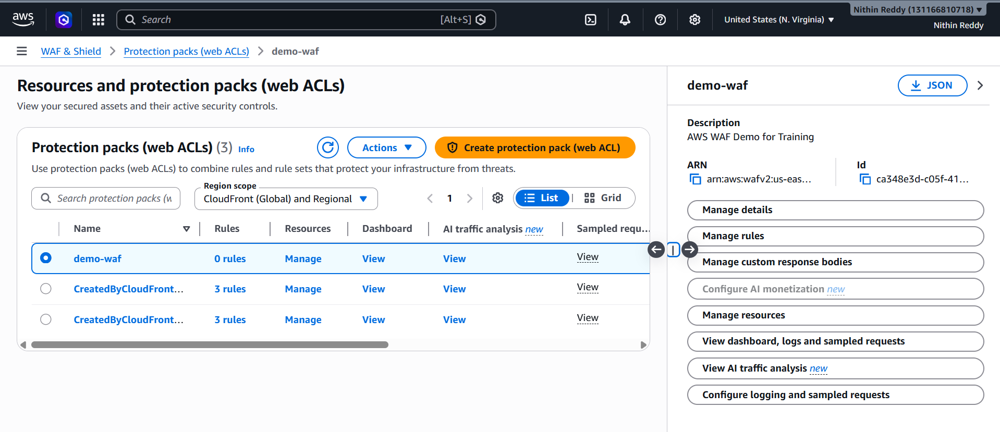 aws
Search
[Alt+S]
United States (N. Virginia)
Nithin Reddy (131166810718)
Nithin Reddy
WAF & Shield
Protection packs (web ACLs)
demo-waf
Resources and protection packs (web ACLs)
View your secured assets and their active security controls.
Protection packs (web ACLs) (3) Info
Actions
Create protection pack (web ACL)
Use protection packs (web ACLs) to combine rules and rule sets that protect your infrastructure from threats.
Search protection packs (w
Region scope
CloudFront (Global) and Regional
1
List
Grid
Name Rules Resources Dashboard AI traffic analysis new Sampled requ...
demo-waf 0 rules Manage View View View
CreatedByCloudFront... 3 rules Manage View View View
CreatedByCloudFront... 3 rules Manage View View View
demo-waf
JSON
Description
AWS WAF Demo for Training
ARN
arn:aws:wafv2:us-eas...
Id
ca348e3d-c05f-41...
Manage details
Manage rules
Manage custom response bodies
Configure AI monetization new
Manage resources
View dashboard, logs and sampled requests
View AI traffic analysis new
Configure logging and sampled requests